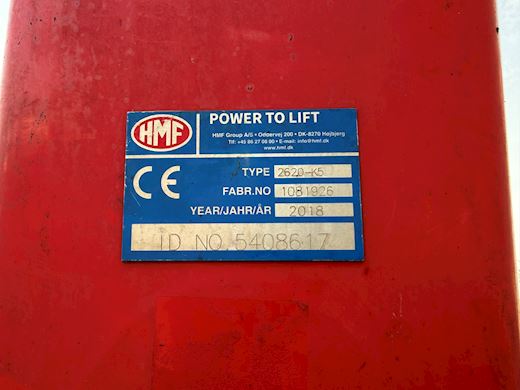 HMF
POWER TO LIFT
HMF Group A/S • Oddervej 200 • DK-8270 Højbjerg
Tlf: +45 86 27 08 00 • E-mail: info@hmf.dk
www.hmf.dk
CE
TYPE 2620-K5
FABR.NO 1081926
YEAR/JAHR/ÅR 2018
ID NO. 5408617